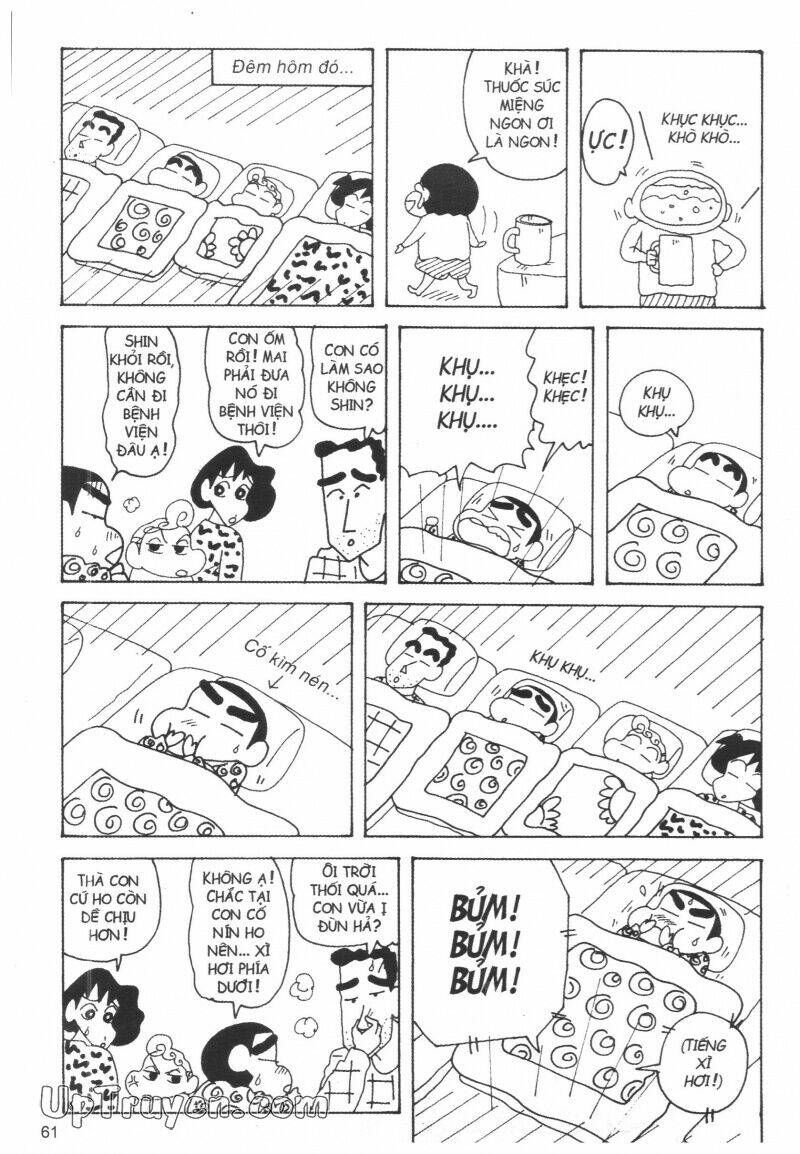 KHỤC KHỤC...
KHÒ KHÒ...
ỰC!
KHÀ!
THUỐC SÚC
MIỆNG
NGON ƠI
LÀ NGON!
Đêm hôm đó...
KHỤ
KHỤ...
KHẸC!
KHẸC!
KHỤ...
KHỤ...
KHỤ....
CON CÓ
LÀM SAO
KHÔNG
SHIN?
CON ỐM
RỒI! MAI
PHẢI ĐƯA
NÓ ĐI
BỆNH VIỆN
THÔI!
SHIN
KHỎI RỒI,
KHÔNG
CẦN ĐI
BỆNH
VIỆN
ĐÂU Ạ!
KHỤ KHỤ...
Cố kìm nén...
BỦM!
BỦM!
BỦM!
(TIẾNG
XÌ
HƠI!)
ÔI TRỜI
THỐI QUÁ...
CON VỪA Ị
ĐÙN HẢ?
KHÔNG Ạ!
CHẮC TẠI
CON CỐ
NÍN HO
NÊN... XÌ
HƠI PHÍA
DƯỚI!
THÀ CON
CỨ HO CÒN
DỄ CHỊU
HƠN!
UpTruyen.com
61